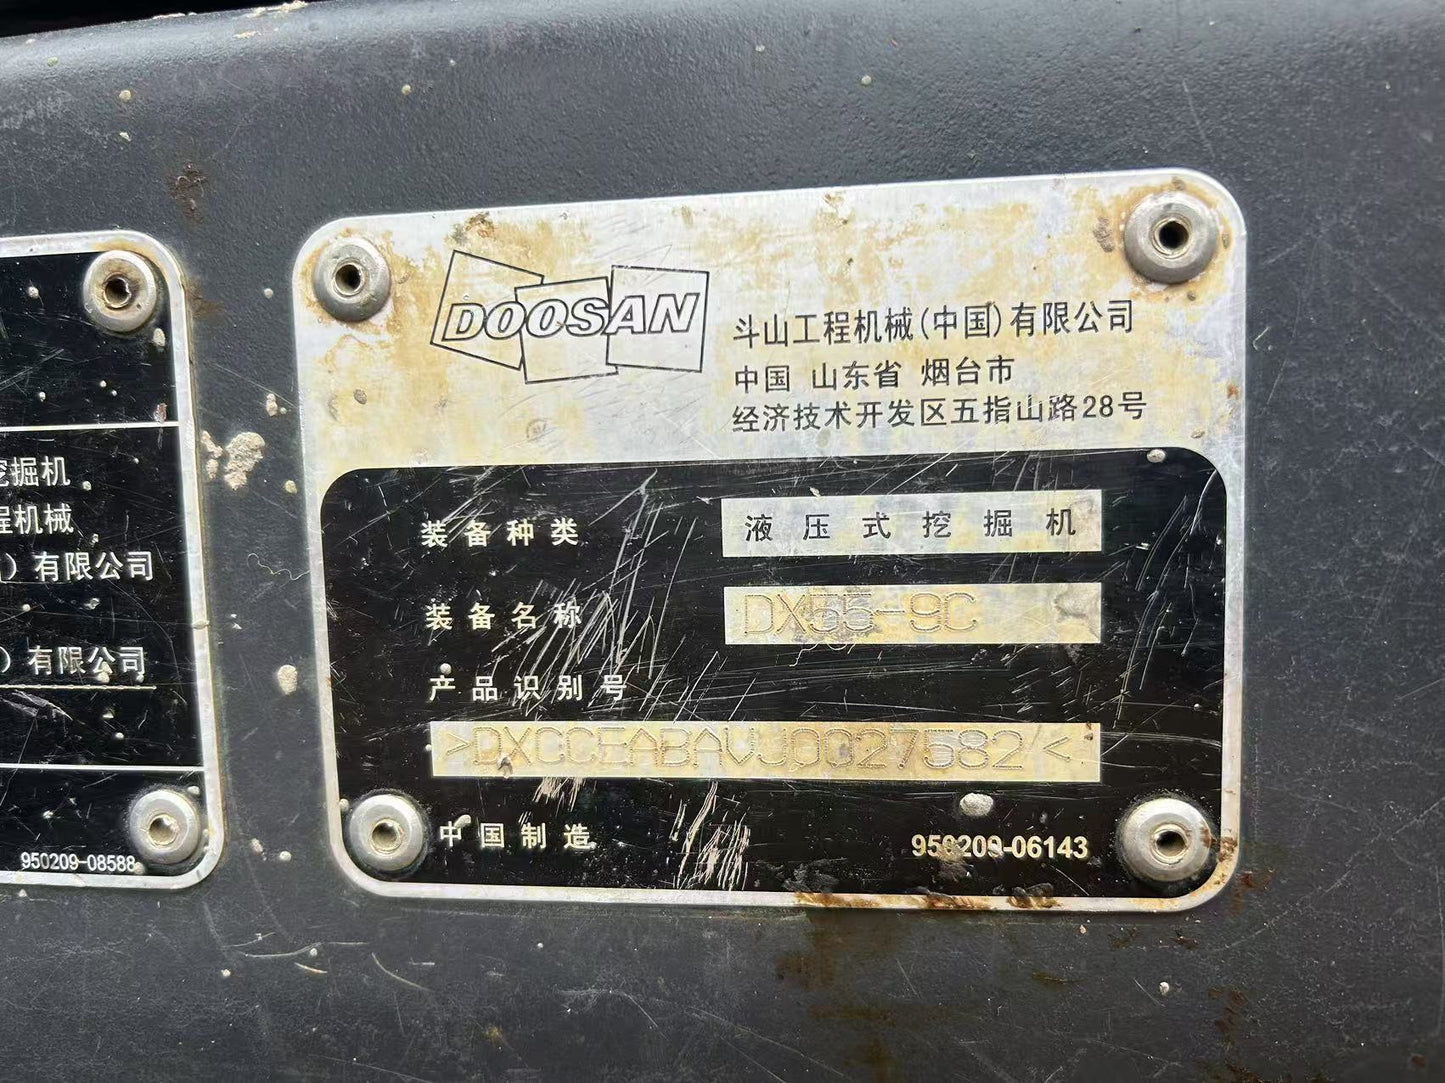 挖掘机
程机械
）有限公司
）有限公司
950209-08588
DOOSAN
斗山工程机械(中国)有限公司
中国 山东省 烟台市
经济技术开发区五指山路28号
装备种类 液压式挖掘机
装备名称 DX55-9C
产品识别号
>DXCCEABAVJ0027582<
中国制造 950209-06143